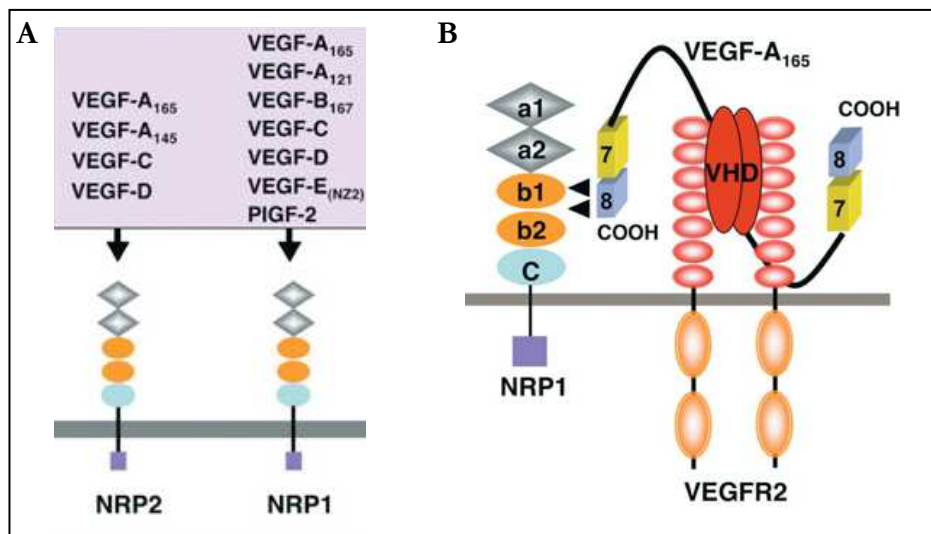 A
VEGF-A165
VEGF-A145
VEGF-C
VEGF-D
VEGF-A165
VEGF-A121
VEGF-B167
VEGF-C
VEGF-D
VEGF-E(NZ2)
PIGF-2
NRP2
NRP1
B
VEGF-A165
a1
a2
b1
b2
C
NRP1
7
8
COOH
VHD
COOH
8
7
VEGFR2